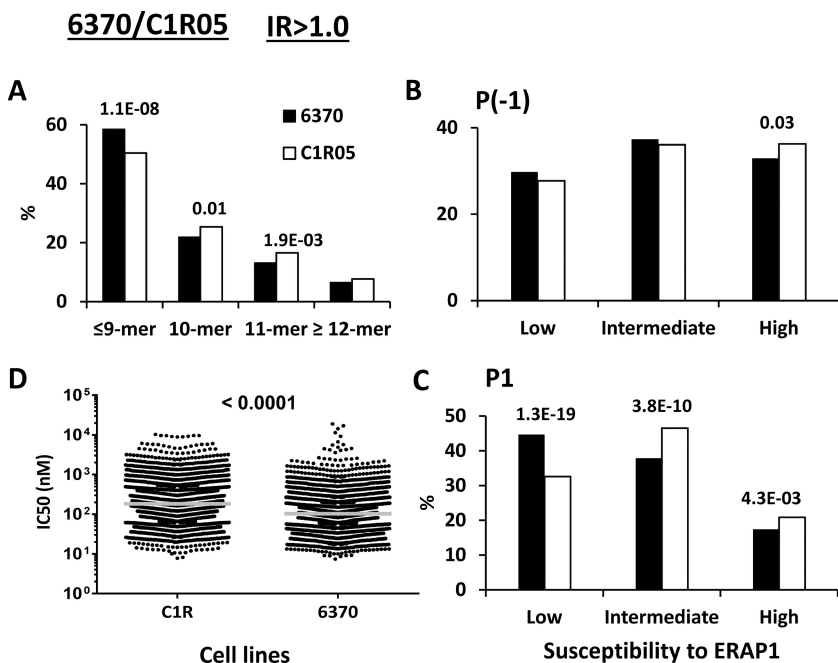 6370/C1R05 IR>1.0
A
1.1E-08
60
40
20
0
%
0.01
1.9E-03
6370
C1R05
≤9-mer 10-mer 11-mer ≥ 12-mer
B
P(-1)
40
20
0
0.03
Low Intermediate High
D
< 0.0001
10⁵
10⁴
10³
10²
10¹
10⁰
IC50 (nM)
C1R 6370
Cell lines
C
P1
50
40
30
20
10
0
%
1.3E-19
3.8E-10
4.3E-03
Low Intermediate High
Susceptibility to ERAP1